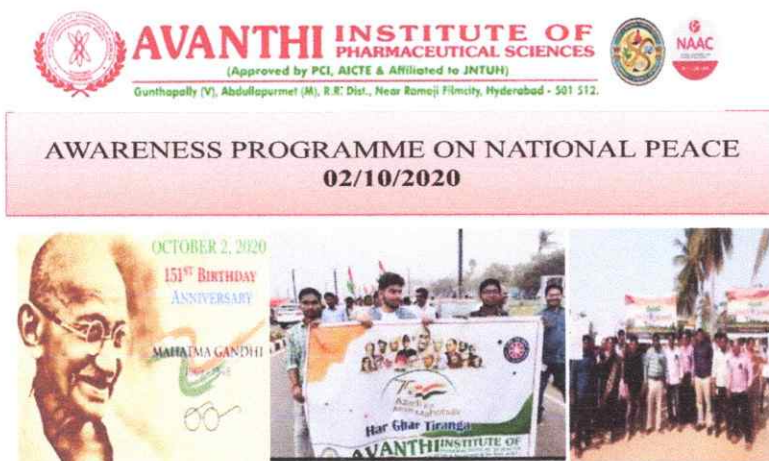 AVANTHI INSTITUTE OF
PHARMACEUTICAL SCIENCES
(Approved by PCI, AICTE & Affiliated to JNTUH)
Gunthapally (V), Abdullapurmet (M), R.R. Dist., Near Ramoji Filmcity, Hyderabad - 501 512.
NAAC
AWARENESS PROGRAMME ON NATIONAL PEACE
02/10/2020
OCTOBER 2, 2020
151ST BIRTHDAY
ANNIVERSARY
MAHATMA GANDHI
75
Azadi Ka
Amrit Mahotsav
Har Ghar Tiranga
AVANTHI INSTITUTE OF